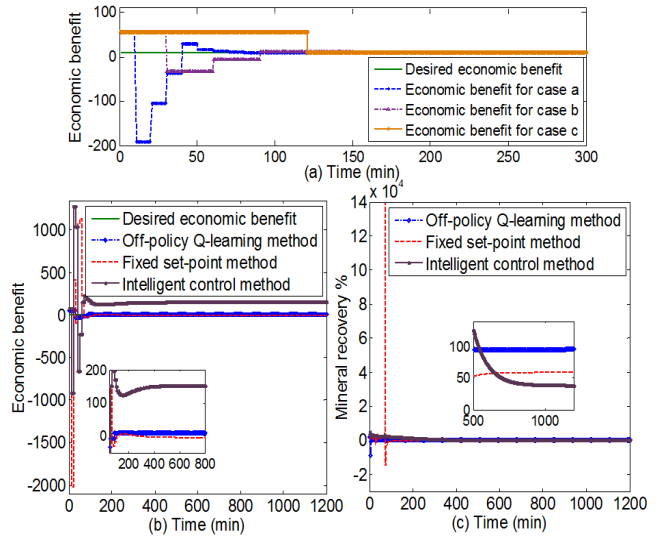 100
0
-100
-200
Economic benefit
Desired economic benefit
Economic benefit for case a
Economic benefit for case b
Economic benefit for case c
0 50 100 150 200 250 300
(a) Time (min)
1000
500
0
-500
-1000
-1500
-2000
Economic benefit
Desired economic benefit
Off-policy Q-learning method
Fixed set-point method
Intelligent control method
200
100
0
100 200 400 600 800
0 200 400 600 800 1000 1200
(b) Time (min)
x 10^4
14
12
10
8
6
4
2
0
-2
Mineral recovery %
Off-policy Q-learning method
Fixed set-point method
Intelligent control method
100
50
0
500 1000
0 200 400 600 800 1000 1200
(c) Time (min)